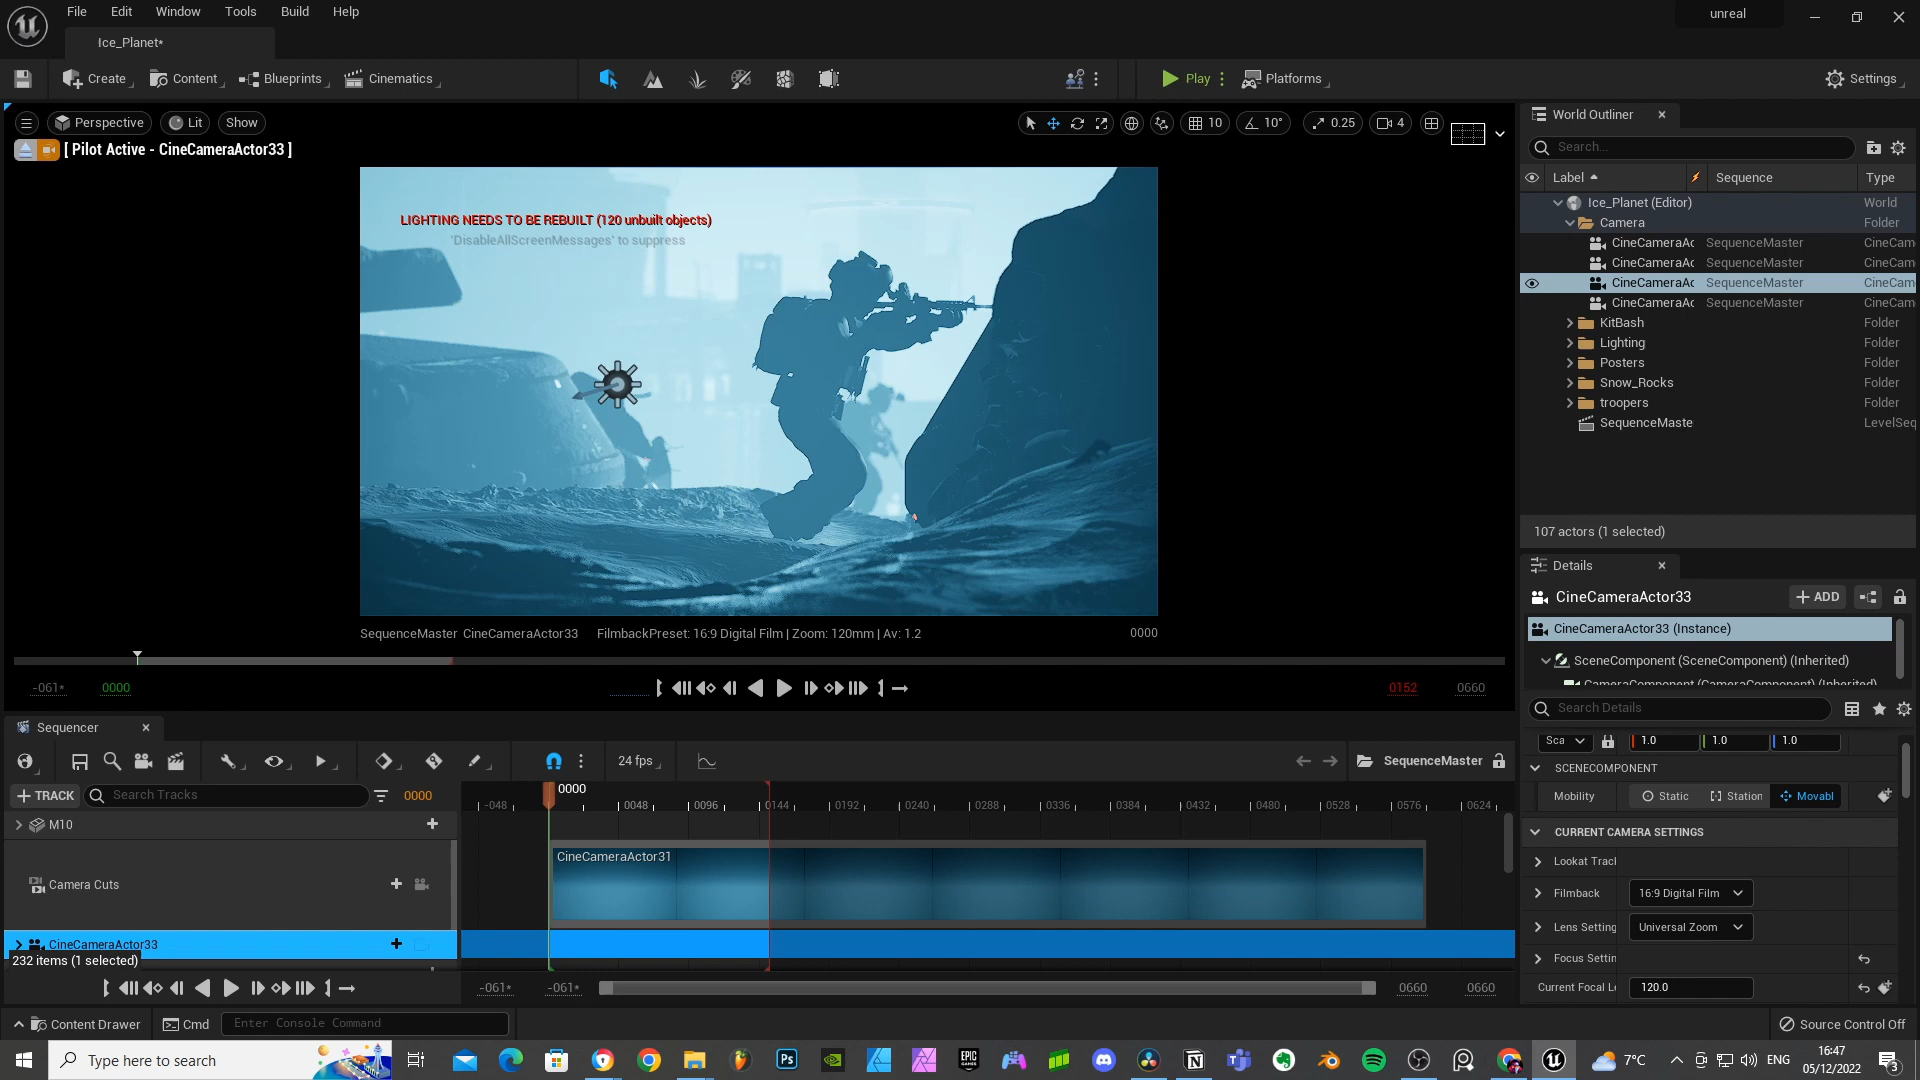 File Edit Window Tools Build Help
unreal
Ice_Planet*
Create Content Blueprints Cinematics Play Platforms Settings
Perspective Lit Show 10 10° 0.25 4
[ Pilot Active - CineCameraActor33 ]
LIGHTING NEEDS TO BE REBUILT (120 unbuilt objects)
'DisableAllScreenMessages' to suppress
SequenceMaster CineCameraActor33 FilmbackPreset: 16:9 Digital Film | Zoom: 120mm | Av: 1.2 0000
-061* 0000 0152 0660
World Outliner
Search...
Label Sequence Type
Ice_Planet (Editor) World
Camera Folder
CineCameraAc SequenceMaster CineCam
CineCameraAc SequenceMaster CineCam
CineCameraAc SequenceMaster CineCam
CineCameraAc SequenceMaster CineCam
KitBash Folder
Lighting Folder
Posters Folder
Snow_Rocks Folder
troopers Folder
SequenceMaste LevelSeq
107 actors (1 selected)
Details
CineCameraActor33 + ADD
CineCameraActor33 (Instance)
SceneComponent (SceneComponent) (Inherited)
CameraComponent (CameraComponent) (Inherited)
Search Details
Sca 1.0 1.0 1.0
SCENECOMPONENT
Mobility Static Station Movabl
CURRENT CAMERA SETTINGS
Lookat Tracl
Filmback 16:9 Digital Film
Lens Setting Universal Zoom
Focus Settin
Current Focal Le 120.0
Sequencer
24 fps SequenceMaster
+ TRACK Search Tracks 0000
0000
-048 0048 0096 0144 0192 0240 0288 0336 0384 0432 0480 0528 0576 0624
M10
CineCameraActor31
Camera Cuts
CineCameraActor33
232 items (1 selected)
-061* -061* 0660 0660
Content Drawer Cmd Enter Console Command Source Control Off
Type here to search Ps EPIC GAMES 7°C ENG 16:47
05/12/2022 3